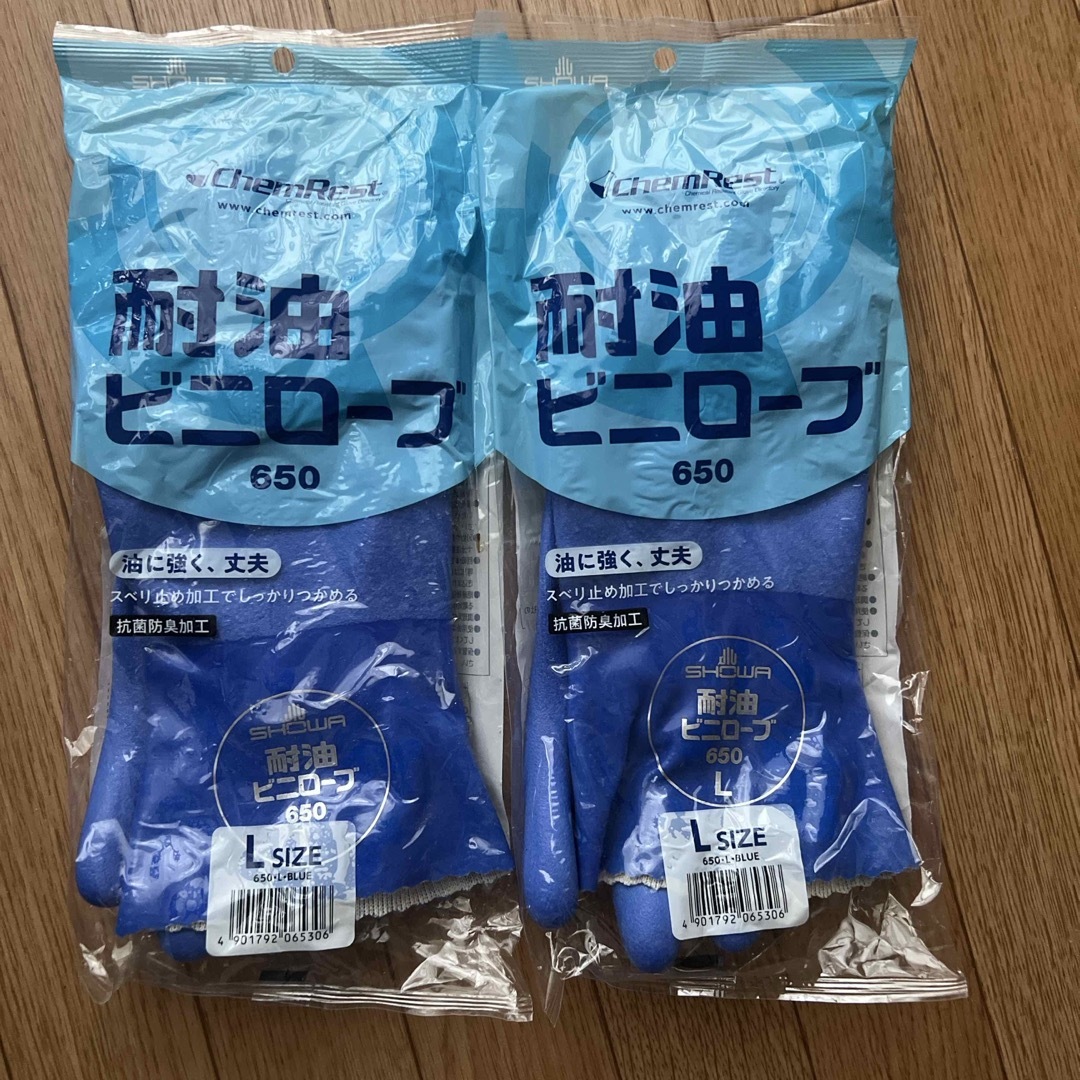 SHOWA
ChemRest
www.chemrest.com
耐油
ビニローブ
650
油に強く、丈夫
スベリ止め加工でしっかりつかめる
抗菌防臭加工
SHOWA
耐油
ビニローブ
650
L SIZE
650・L・BLUE
4 901792 065306
SHOWA
ChemRest
www.chemrest.com
耐油
ビニローブ
650
油に強く、丈夫
スベリ止め加工でしっかりつかめる
抗菌防臭加工
SHOWA
耐油
ビニローブ
650
L
L SIZE
650・L・BLUE
4 901792 065306